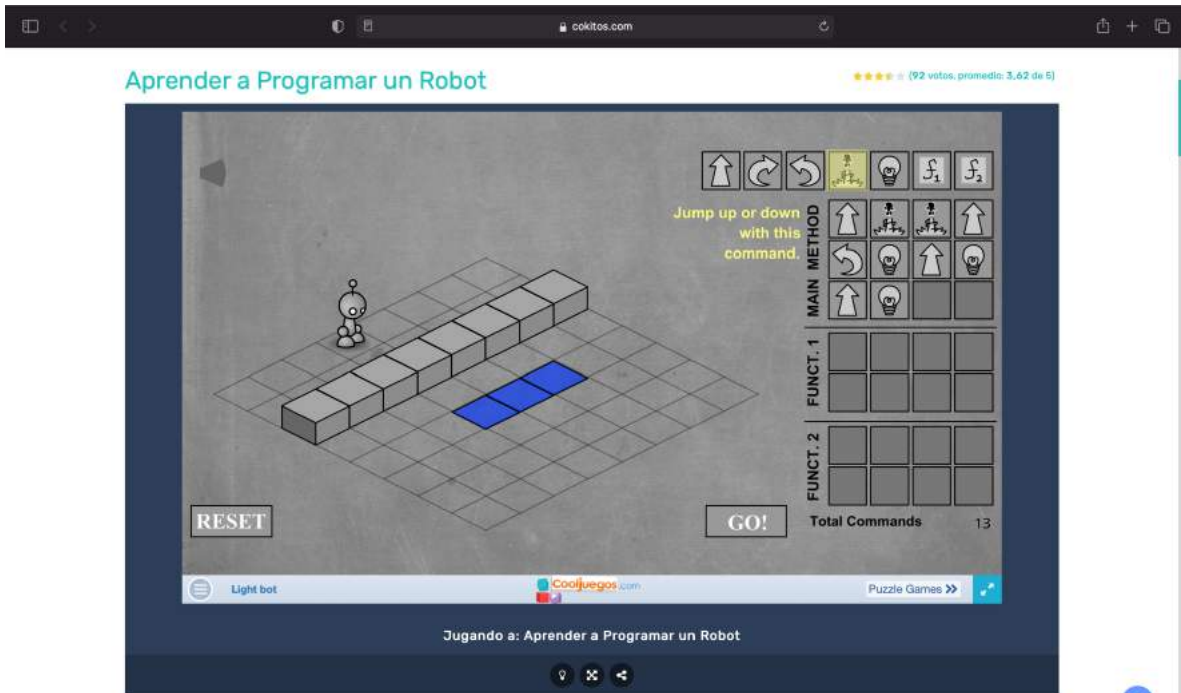 cokitos.com
Aprender a Programar un Robot
(92 votos, promedio: 3,62 de 5)
Jump up or down
with this
command.
MAIN METHOD
FUNCT. 1
FUNCT. 2
RESET
GO!
Total Commands 13
Light bot
Cooljuegos.com
Puzzle Games
Jugando a: Aprender a Programar un Robot